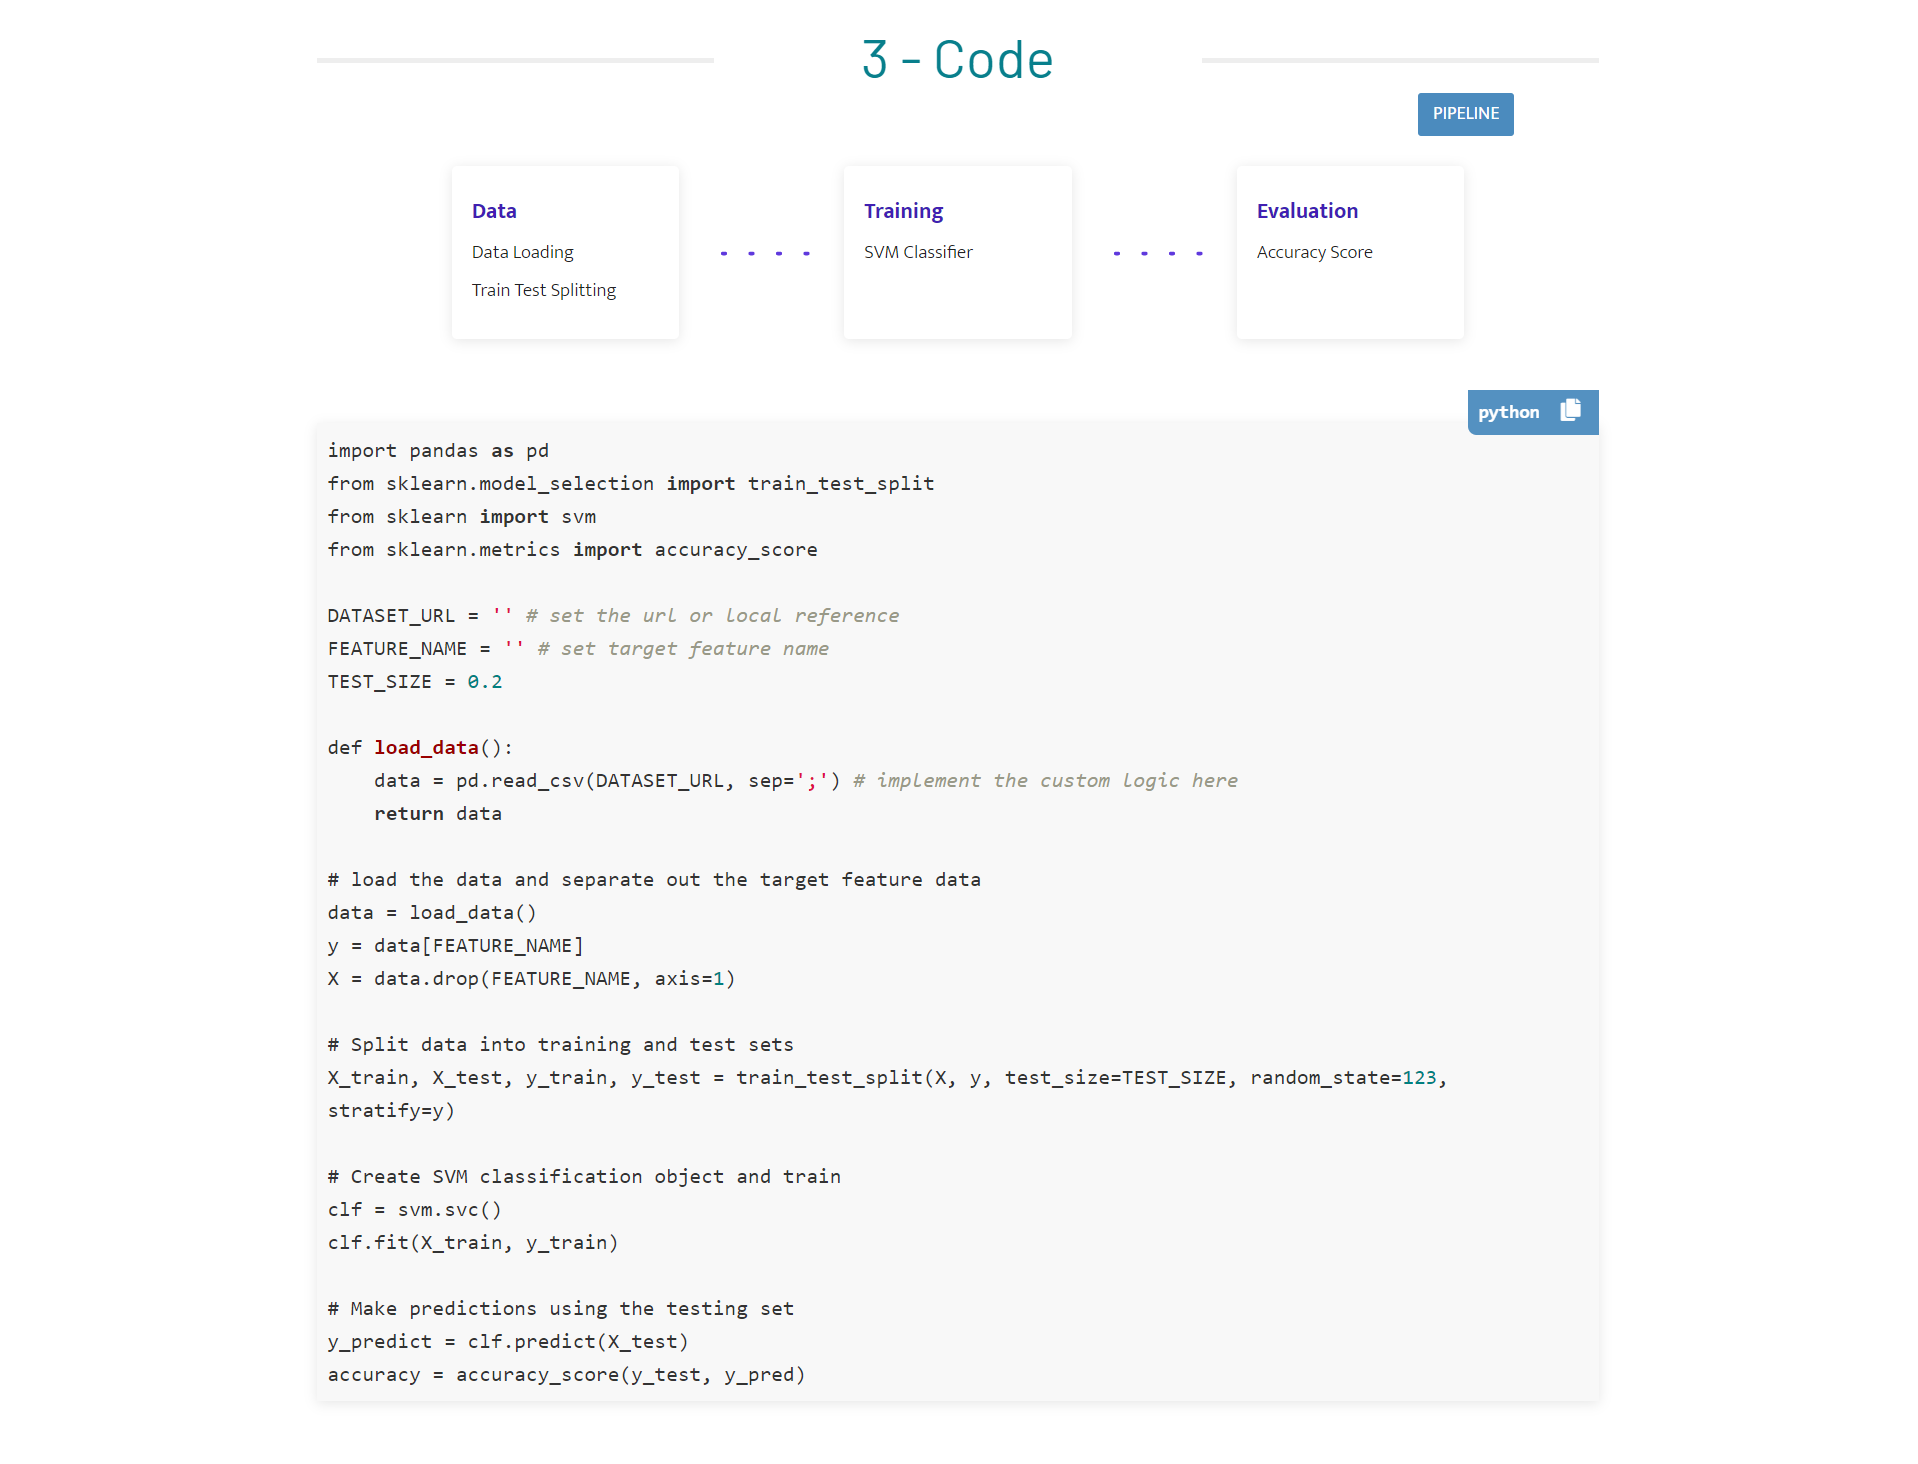 3 - Code
PIPELINE
Data
Data Loading
Train Test Splitting
Training
SVM Classifier
Evaluation
Accuracy Score
python
import pandas as pd
from sklearn.model_selection import train_test_split
from sklearn import svm
from sklearn.metrics import accuracy_score
DATASET_URL = '' # set the url or local reference
FEATURE_NAME = '' # set target feature name
TEST_SIZE = 0.2
def load_data():
    data = pd.read_csv(DATASET_URL, sep=';') # implement the custom logic here
    return data
# load the data and separate out the target feature data
data = load_data()
y = data[FEATURE_NAME]
X = data.drop(FEATURE_NAME, axis=1)
# Split data into training and test sets
X_train, X_test, y_train, y_test = train_test_split(X, y, test_size=TEST_SIZE, random_state=123,
stratify=y)
# Create SVM classification object and train
clf = svm.svc()
clf.fit(X_train, y_train)
# Make predictions using the testing set
y_predict = clf.predict(X_test)
accuracy = accuracy_score(y_test, y_pred)